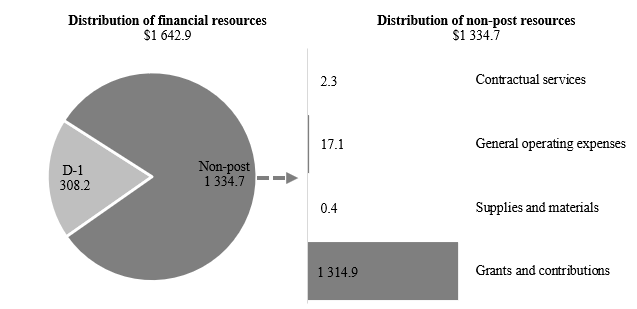 Distribution of financial resources
$1 642.9
D-1
308.2
Non-post
1 334.7
Distribution of non-post resources
$1 334.7
2.3 Contractual services
17.1 General operating expenses
0.4 Supplies and materials
1 314.9 Grants and contributions